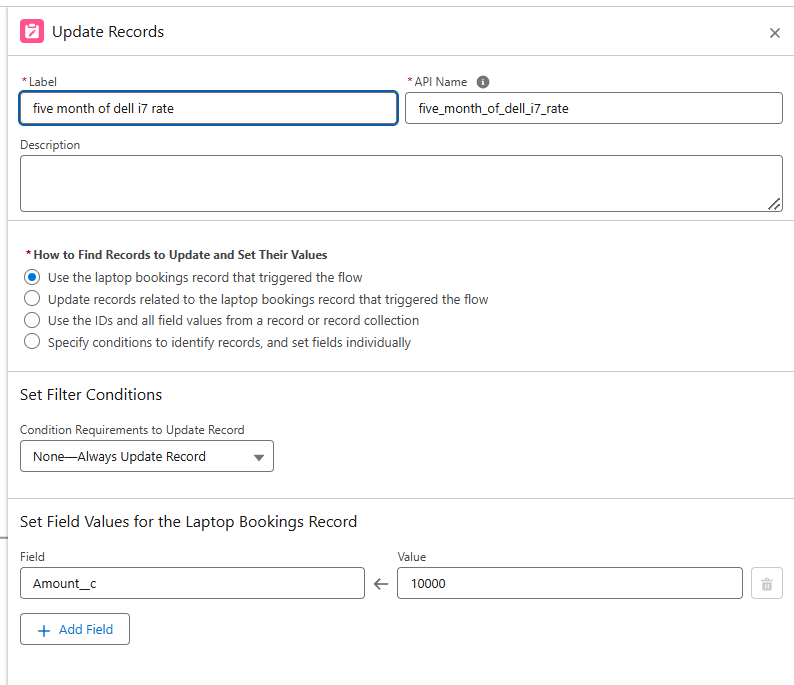 Update Records
* Label
* API Name
five month of dell i7 rate
five_month_of_dell_i7_rate
Description
* How to Find Records to Update and Set Their Values
Use the laptop bookings record that triggered the flow
Update records related to the laptop bookings record that triggered the flow
Use the IDs and all field values from a record or record collection
Specify conditions to identify records, and set fields individually
Set Filter Conditions
Condition Requirements to Update Record
None—Always Update Record
Set Field Values for the Laptop Bookings Record
Field
Value
Amount__c
10000
+ Add Field